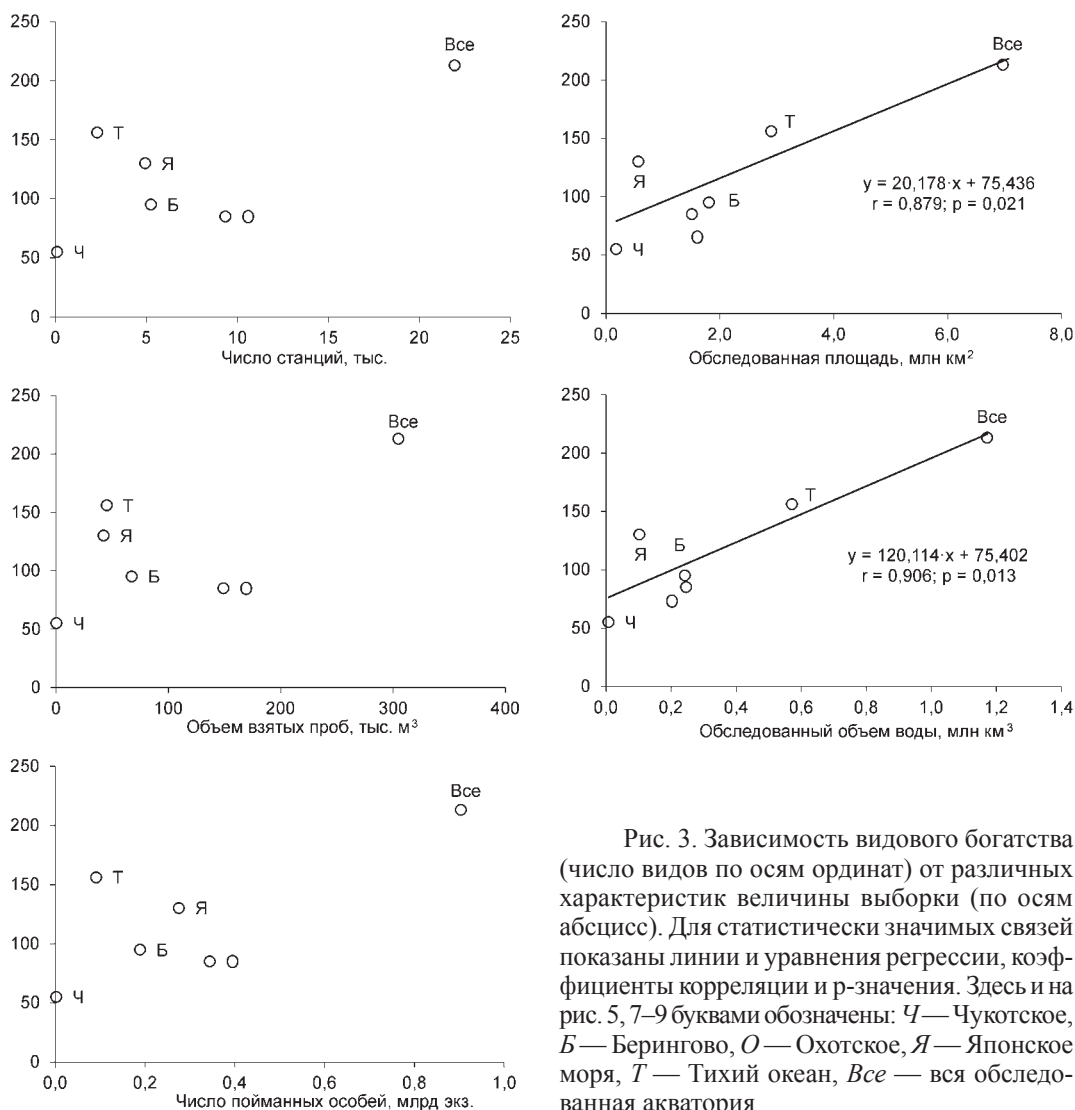 250
200
150
100
50
0
Все
Т
Я
Б
О
Ч
0 5 10 15 20 25
Число станций, тыс.
250
200
150
100
50
0
Все
Т
Я
Б
О
Ч
y = 20,178·x + 75,436
r = 0,879; p = 0,021
0,0 2,0 4,0 6,0 8,0
Обследованная площадь, млн км²
250
200
150
100
50
0
Все
Т
Я
Б
О
Ч
0 100 200 300 400
Объем взятых проб, тыс. м³
250
200
150
100
50
0
Все
Т
Я
Б
О
Ч
y = 120,114·x + 75,402
r = 0,906; p = 0,013
0,0 0,2 0,4 0,6 0,8 1,0 1,2 1,4
Обследованный объем воды, млн км³
250
200
150
100
50
0
Все
Т
Я
Б
О
Ч
0,0 0,2 0,4 0,6 0,8 1,0
Число пойманных особей, млрд экз.
Рис. 3. Зависимость видового богатства
(число видов по осям ординат) от различных
характеристик величины выборки (по осям
абсцисс). Для статистически значимых связей
показаны линии и уравнения регрессии, коэф-
фициенты корреляции и р-значения. Здесь и на
рис. 5, 7–9 буквами обозначены: Ч — Чукотское,
Б — Берингово, О — Охотское, Я — Японское
моря, Т — Тихий океан, Все — вся обследо-
ванная акватория